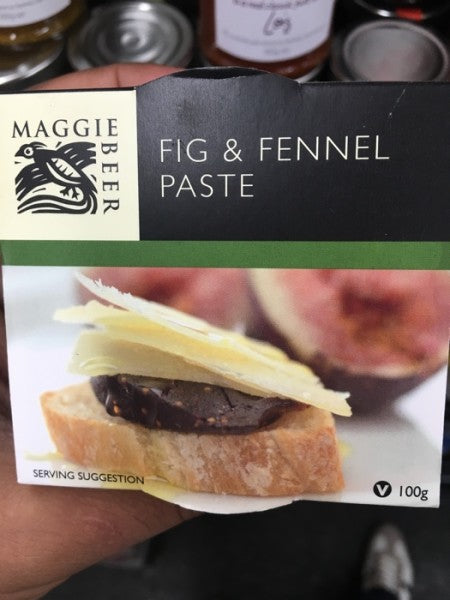 MAGGIE
BEER
FIG & FENNEL
PASTE
SERVING SUGGESTION
V 100g